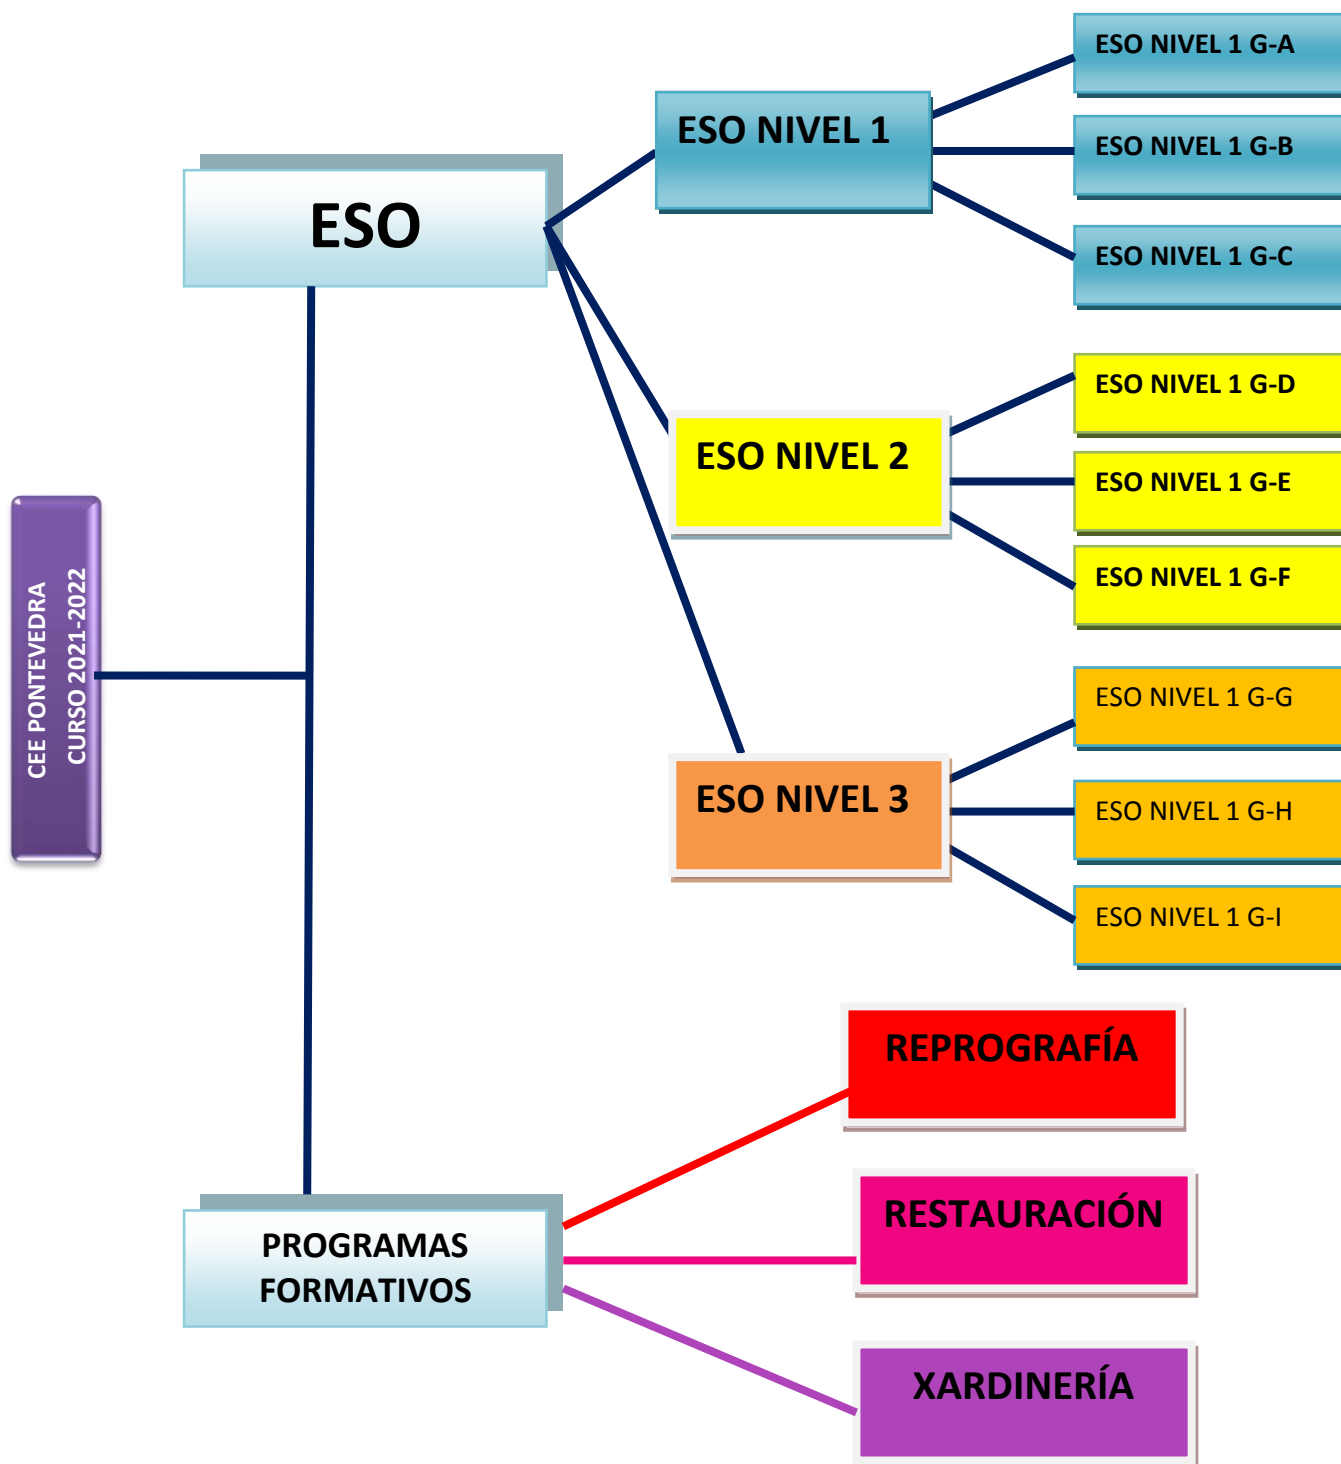 CEE PONTEVEDRA
CURSO 2021-2022
ESO
ESO NIVEL 1
ESO NIVEL 1 G-A
ESO NIVEL 1 G-B
ESO NIVEL 1 G-C
ESO NIVEL 2
ESO NIVEL 1 G-D
ESO NIVEL 1 G-E
ESO NIVEL 1 G-F
ESO NIVEL 3
ESO NIVEL 1 G-G
ESO NIVEL 1 G-H
ESO NIVEL 1 G-I
PROGRAMAS
FORMATIVOS
REPROGRAFÍA
RESTAURACIÓN
XARDINERÍA